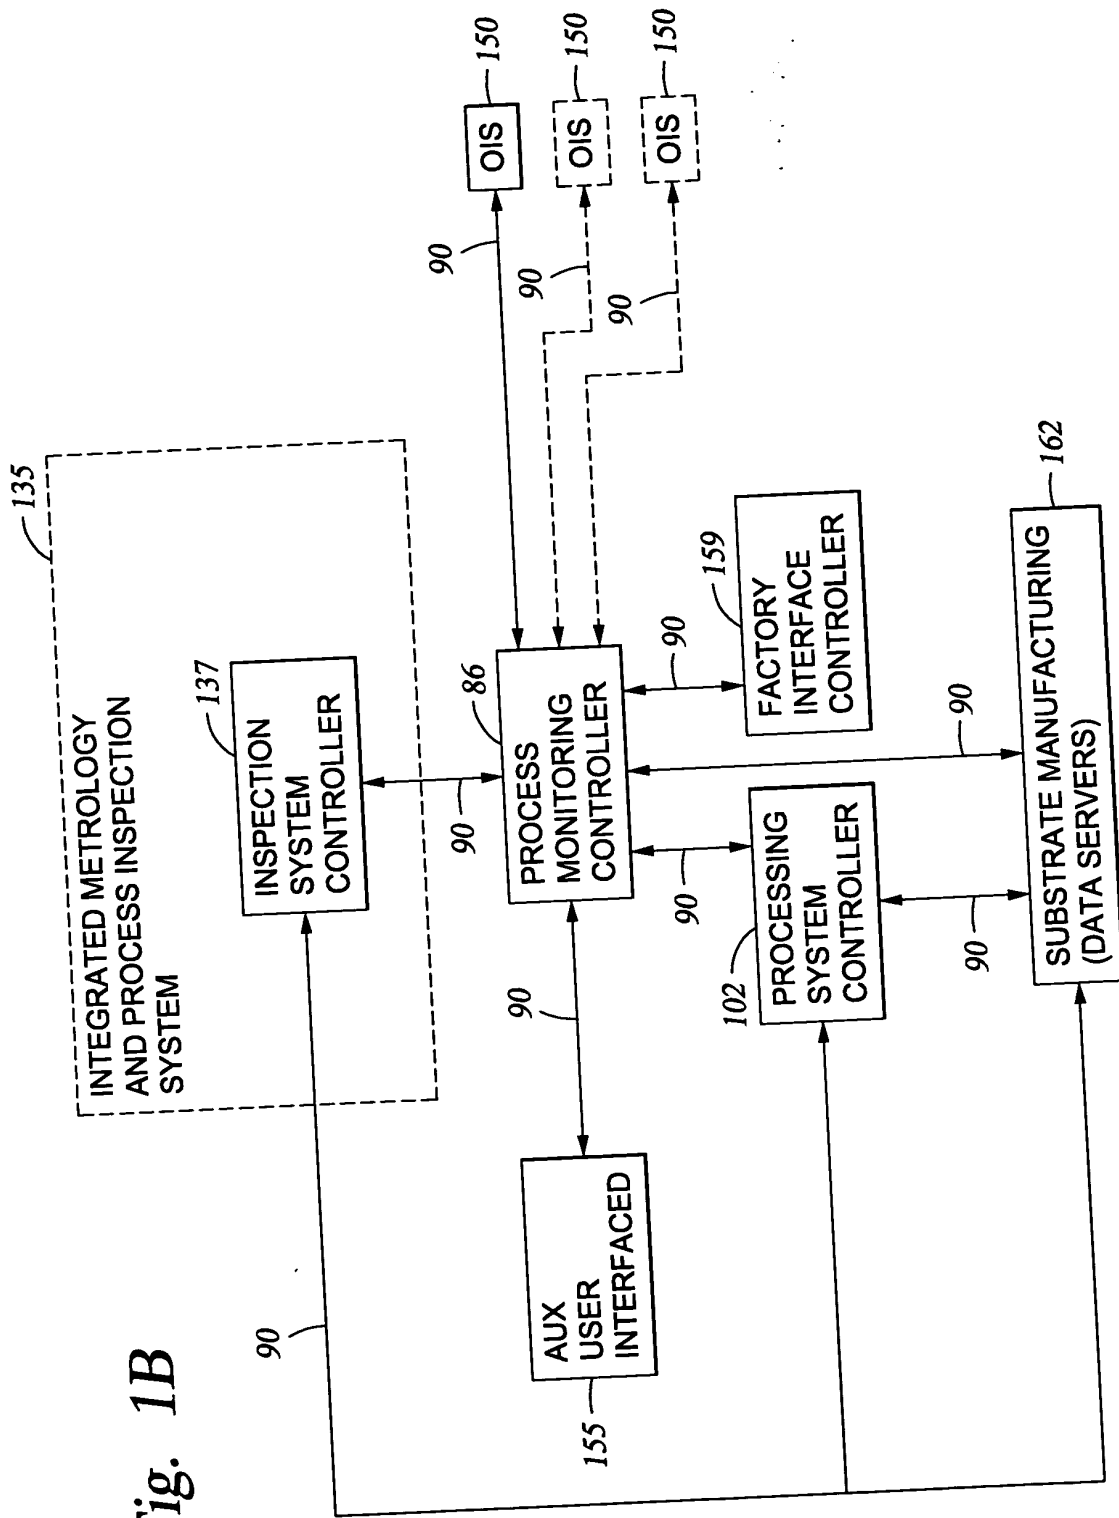 Fig. 1B
135
INTEGRATED METROLOGY
AND PROCESS INSPECTION
SYSTEM
137
INSPECTION
SYSTEM
CONTROLLER
90
90
90
OIS
150
90
OIS
150
90
OIS
150
86
PROCESS
MONITORING
CONTROLLER
AUX
USER
INTERFACED
155
90
90
90
159
FACTORY
INTERFACE
CONTROLLER
102
PROCESSING
SYSTEM
CONTROLLER
90
90
162
SUBSTRATE MANUFACTURING
(DATA SERVERS)